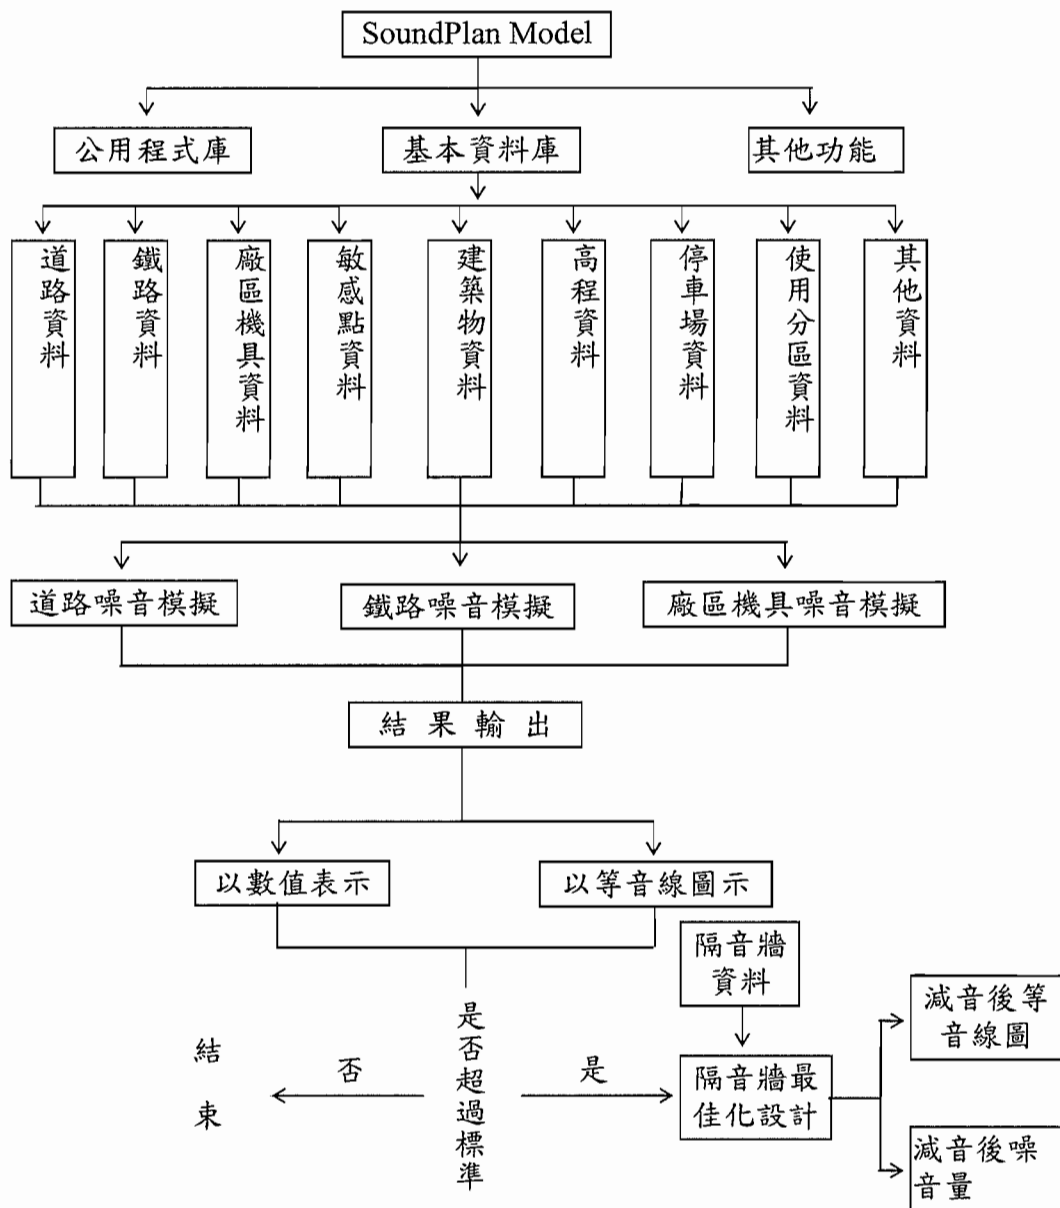 SoundPlan Model
公用程式庫
基本資料庫
其他功能
道路資料
鐵路資料
廠區機具資料
敏感點資料
建築物資料
高程資料
停車場資料
使用分區資料
其他資料
道路噪音模擬
鐵路噪音模擬
廠區機具噪音模擬
結果輸出
以數值表示
以等音線圖示
隔音牆
資料
是否超過標準
否
結束
是
隔音牆最
佳化設計
減音後等
音線圖
減音後噪
音量